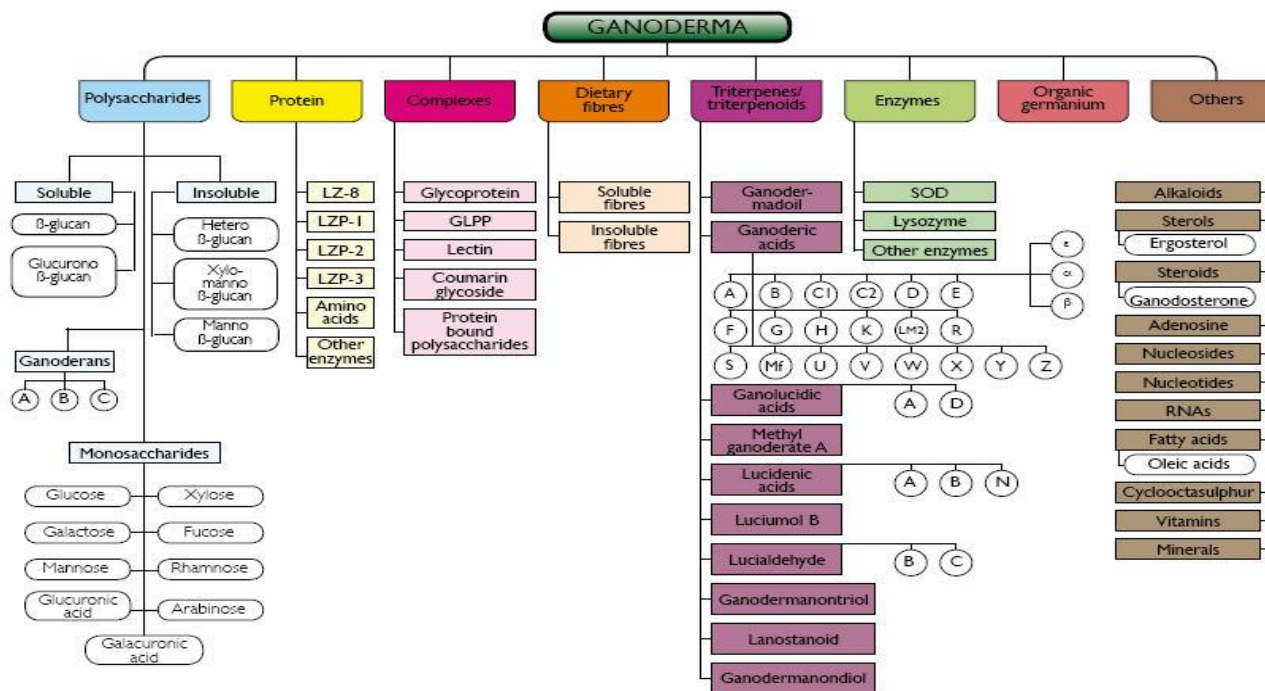 GANODERMA
Polysaccharides
Protein
Complexes
Dietary
fibres
Triterpenes/
triterpenoids
Enzymes
Organic
germanium
Others
Soluble
ß-glucan
Glucurono
ß-glucan
Insoluble
Hetero
ß-glucan
Xylo-
manno
ß-glucan
Manno
ß-glucan
Ganoderans
A B C
Monosaccharides
Glucose
Xylose
Galactose
Fucose
Mannose
Rhamnose
Glucuronic
acid
Arabinose
Galacuronic
acid
LZ-8
LZP-1
LZP-2
LZP-3
Amino
acids
Other
enzymes
Glycoprotein
GLPP
Lectin
Coumarin
glycoside
Protein
bound
polysaccharides
Soluble
fibres
Insoluble
fibres
Ganoder-
madoil
Ganoderic
acids
ε
α
β
A B C1 C2 D E
F G H K LM2 R
S Mf U V W X Y Z
Ganolucidic
acids
A D
Methyl
ganoderate A
Lucidenic
acids
A B N
Luciumol B
Lucialdehyde
B C
Ganodermanontriol
Lanostanoid
Ganodermanondiol
SOD
Lysozyme
Other enzymes
Alkaloids
Sterols
Ergosterol
Steroids
Ganodosterone
Adenosine
Nucleosides
Nucleotides
RNAs
Fatty acids
Oleic acids
Cyclooctasulphur
Vitamins
Minerals